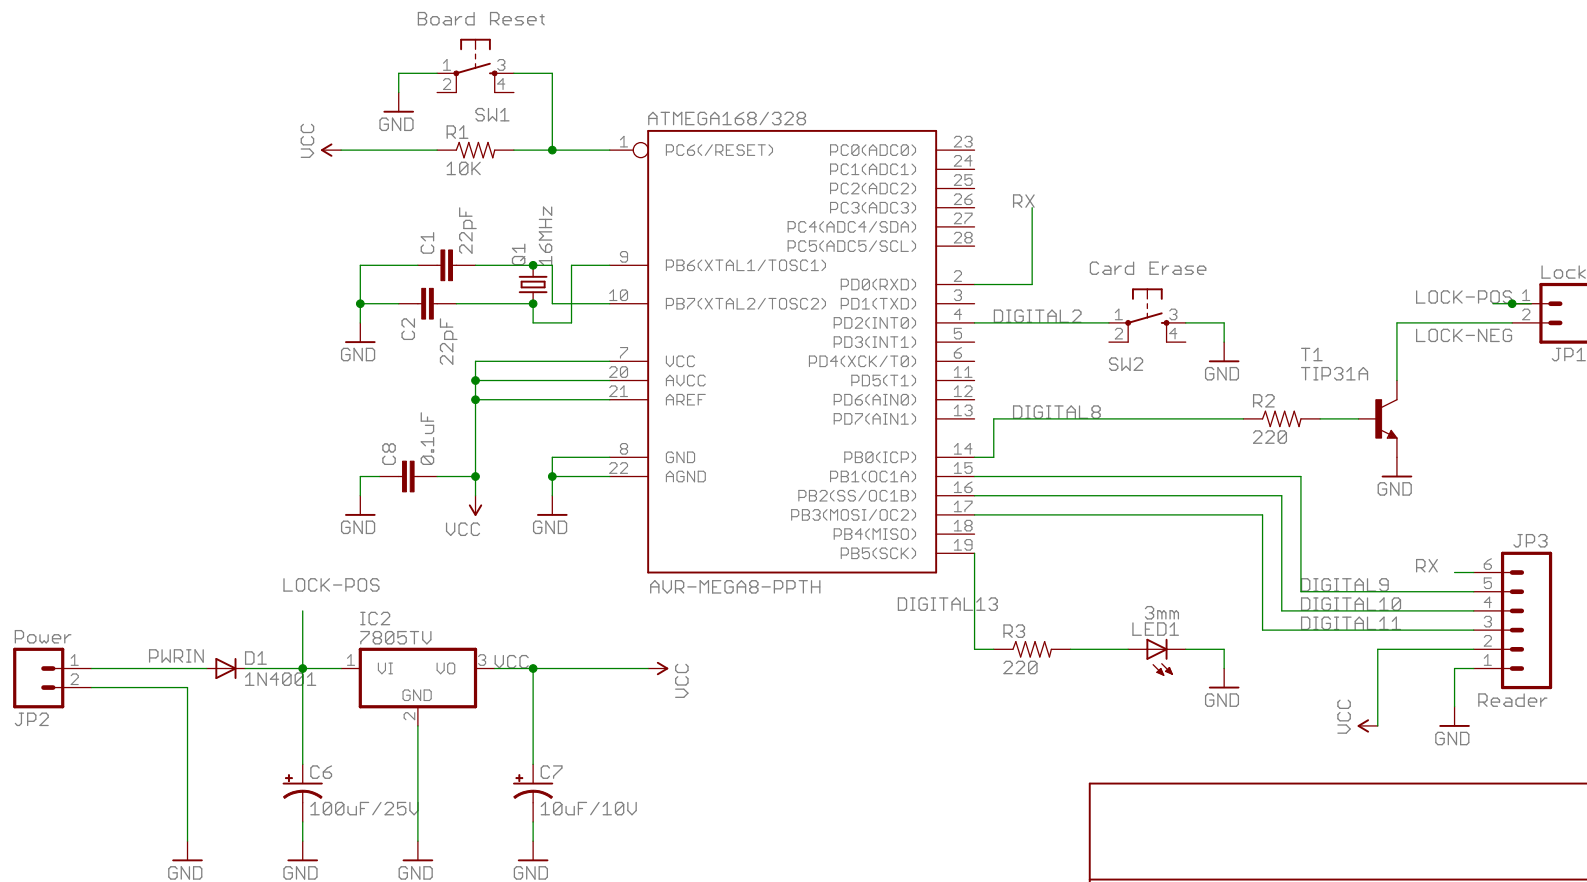 Board Reset
1
3
2
4
SW1
GND
VCC
R1
10K
ATMEGA168/328
1
PC6(/RESET)
PC0(ADC0)
23
PC1(ADC1)
24
PC2(ADC2)
25
PC3(ADC3)
26
PC4(ADC4/SDA)
27
PC5(ADC5/SCL)
28
RX
C1
22pF
Q1
16MHz
9
PB6(XTAL1/TOSC1)
10
PB7(XTAL2/TOSC2)
C2
22pF
GND
PD0(RXD)
2
PD1(TXD)
3
PD2(INT0)
4
DIGITAL2
PD3(INT1)
5
PD4(XCK/T0)
6
PD5(T1)
11
PD6(AIN0)
12
PD7(AIN1)
13
Card Erase
1
3
2
4
SW2
GND
Lock
LOCK-POS
1
2
LOCK-NEG
JP1
T1
TIP31A
7
VCC
20
AVCC
21
AREF
DIGITAL8
R2
220
GND
C8
0.1uF
8
GND
22
AGND
GND
VCC
GND
PB0(ICP)
14
PB1(OC1A)
15
PB2(SS/OC1B)
16
PB3(MOSI/OC2)
17
PB4(MISO)
18
PB5(SCK)
19
AVR-MEGA8-PPTH
DIGITAL13
R3
220
3mm
LED1
GND
JP3
RX
6
DIGITAL9
5
DIGITAL10
4
DIGITAL11
3
2
1
Reader
VCC
GND
LOCK-POS
Power
1
2
JP2
PWRIN
D1
1N4001
IC2
7805TV
1
VI
VO
GND
3
VCC
2
VCC
C6
100uF/25V
C7
10uF/10V
GND
GND
GND
GND